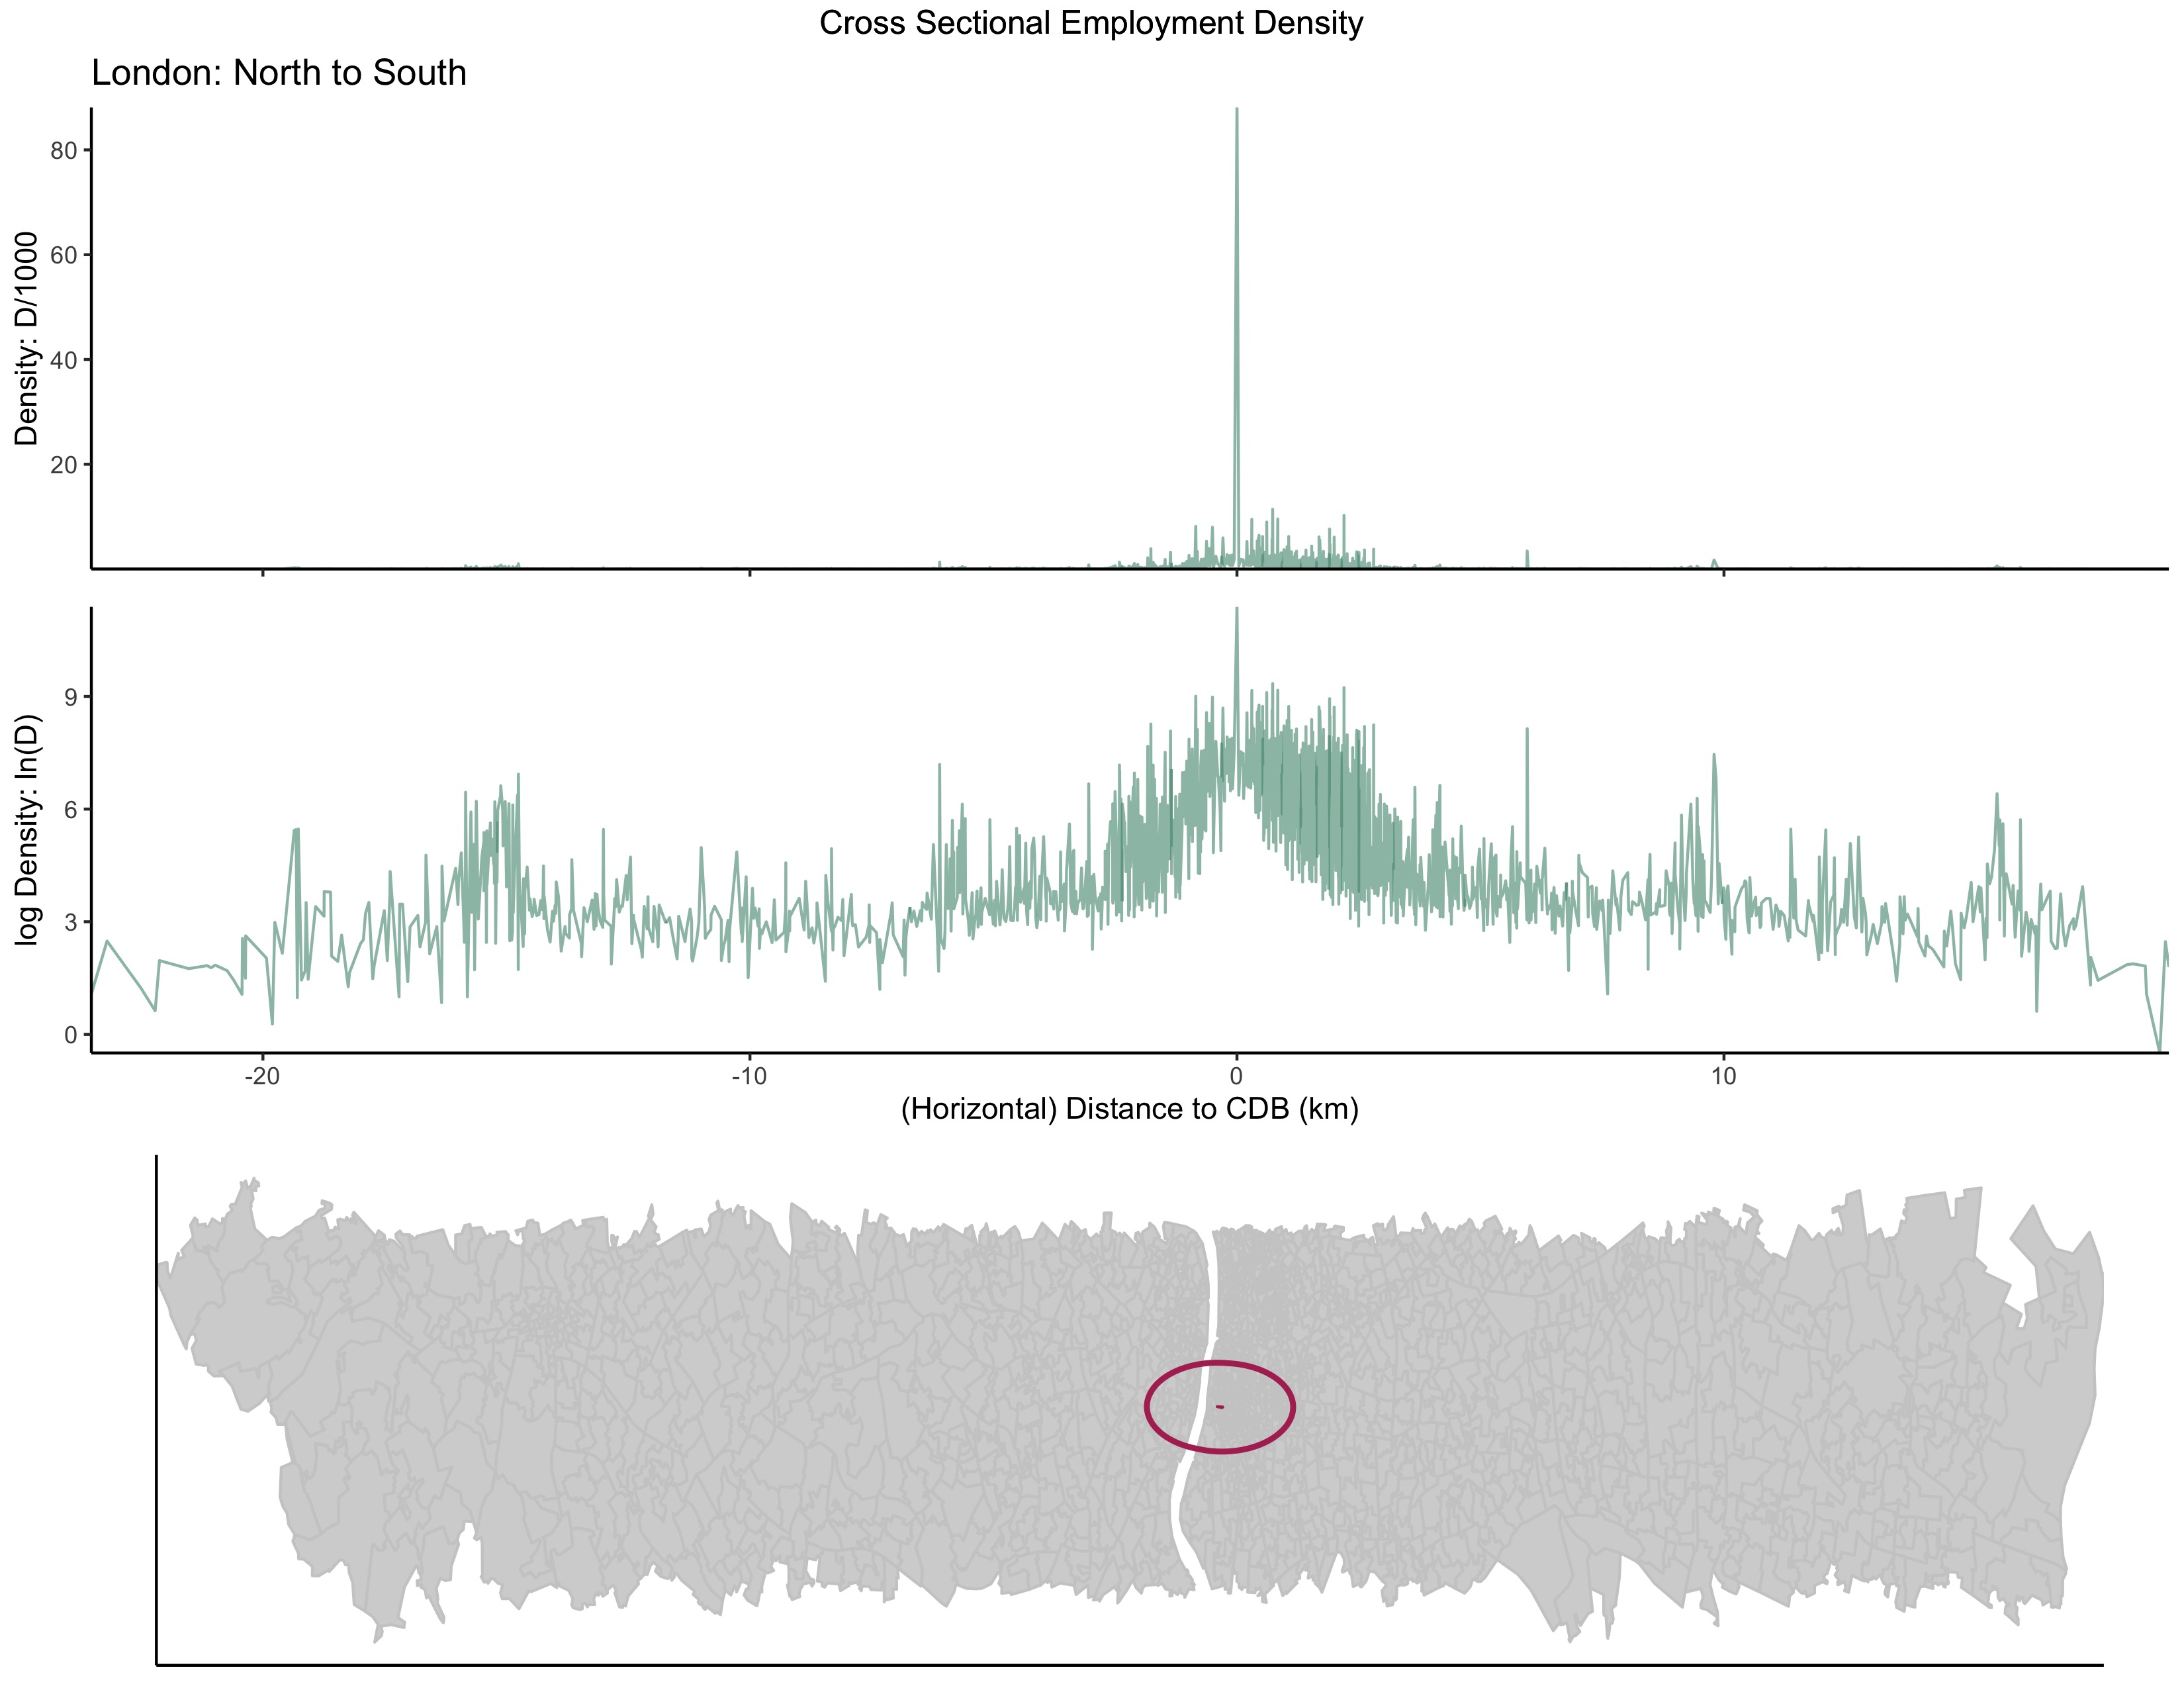 Cross Sectional Employment Density
London: North to South
Density: D/1000
80
60
40
20
log Density: ln(D)
9
6
3
0
-20 -10 0 10
(Horizontal) Distance to CDB (km)